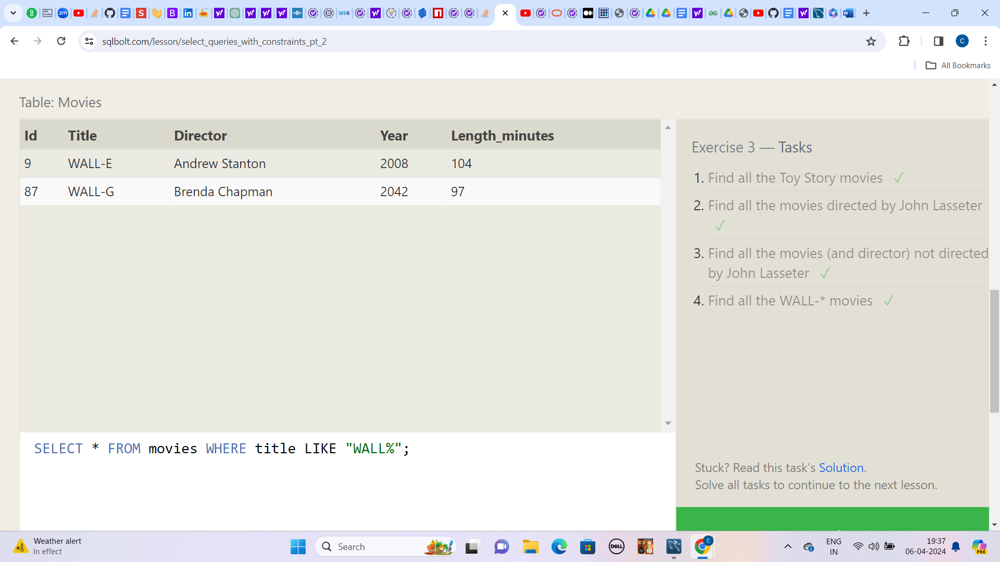 sqlbolt.com/lesson/select_queries_with_constraints_pt_2
C
All Bookmarks
Table: Movies
Id Title Director Year Length_minutes
9 WALL-E Andrew Stanton 2008 104
87 WALL-G Brenda Chapman 2042 97
Exercise 3 — Tasks
1. Find all the Toy Story movies ✓
2. Find all the movies directed by John Lasseter
✓
3. Find all the movies (and director) not directed
by John Lasseter ✓
4. Find all the WALL-* movies ✓
SELECT * FROM movies WHERE title LIKE "WALL%";
Stuck? Read this task's Solution.
Solve all tasks to continue to the next lesson.
Weather alert
In effect
Search
DELL
C
ENG
IN
19:37
06-04-2024
PRE